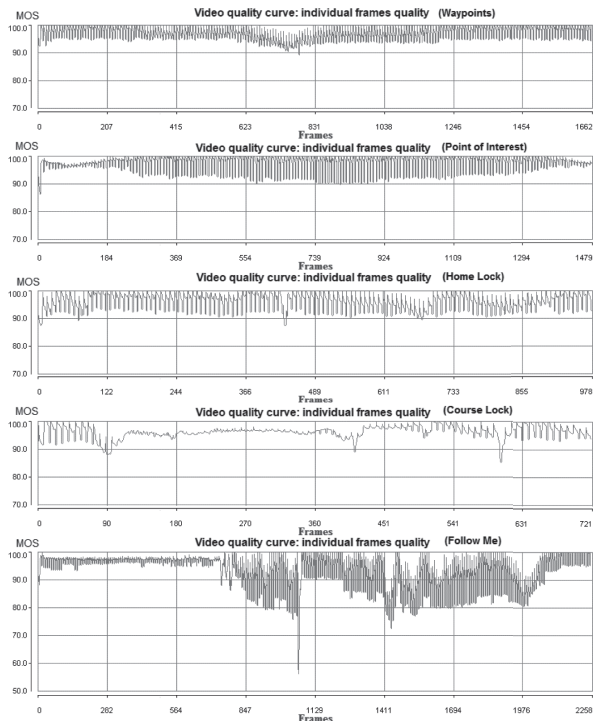 MOS Video quality curve: individual frames quality (Waypoints)
100.0
90.0
80.0
70.0
0 207 415 623 831 1038 1246 1454 1662
Frames
MOS Video quality curve: individual frames quality (Point of Interest)
100.0
90.0
80.0
70.0
0 184 369 554 739 924 1109 1294 1479
Frames
MOS Video quality curve: individual frames quality (Home Lock)
100.0
90.0
80.0
70.0
0 122 244 366 489 611 733 855 978
Frames
MOS Video quality curve: individual frames quality (Course Lock)
100.0
90.0
80.0
70.0
0 90 180 270 360 451 541 631 721
Frames
MOS Video quality curve: individual frames quality (Follow Me)
100.0
90.0
80.0
70.0
60.0
50.0
0 282 564 847 1129 1411 1694 1976 2258
Frames